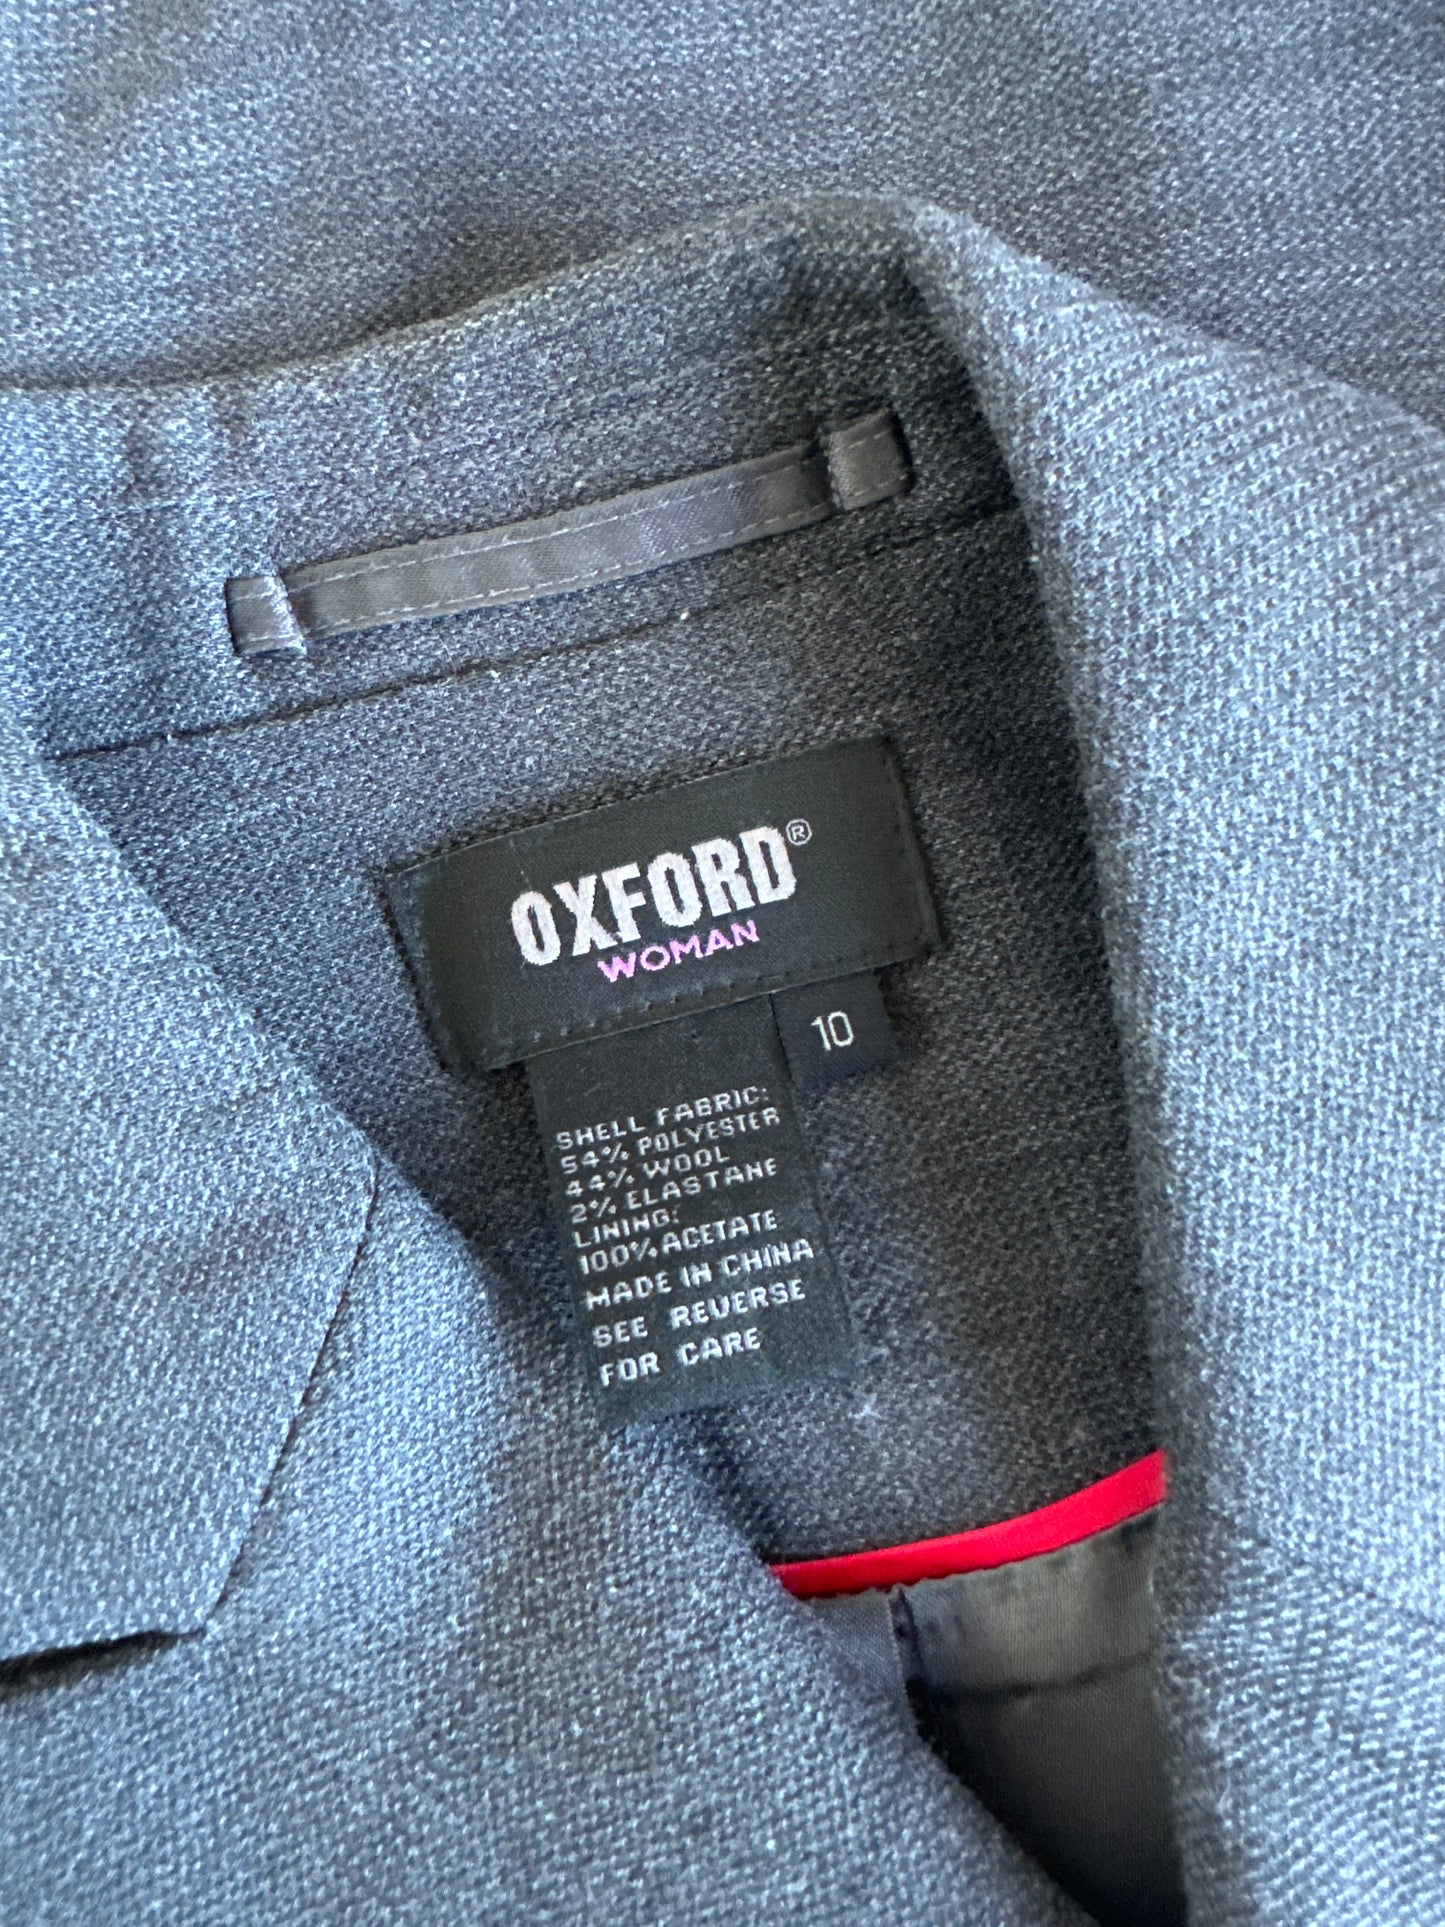 OXFORD®
WOMAN
10
SHELL FABRIC:
54% POLYESTER
44% WOOL
2% ELASTANE
LINING:
100% ACETATE
MADE IN CHINA
SEE REVERSE
FOR CARE